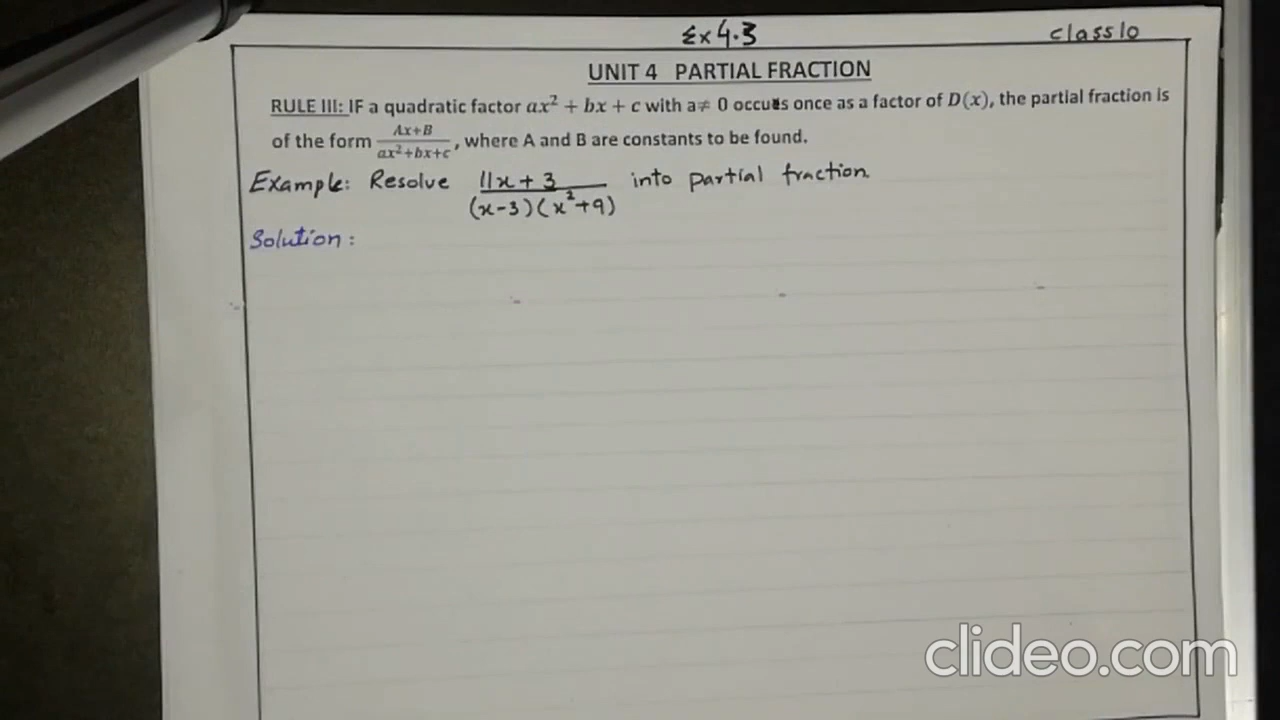 Ex 4.3 class 10
UNIT 4 PARTIAL FRACTION
RULE III: IF a quadratic factor ax² + bx + c with a≠ 0 occurs once as a factor of D(x), the partial fraction is
of the form Ax+B / ax²+bx+c , where A and B are constants to be found.
Example: Resolve 11x + 3 / (x-3)(x²+9) into partial fraction
Solution:
clideo.com